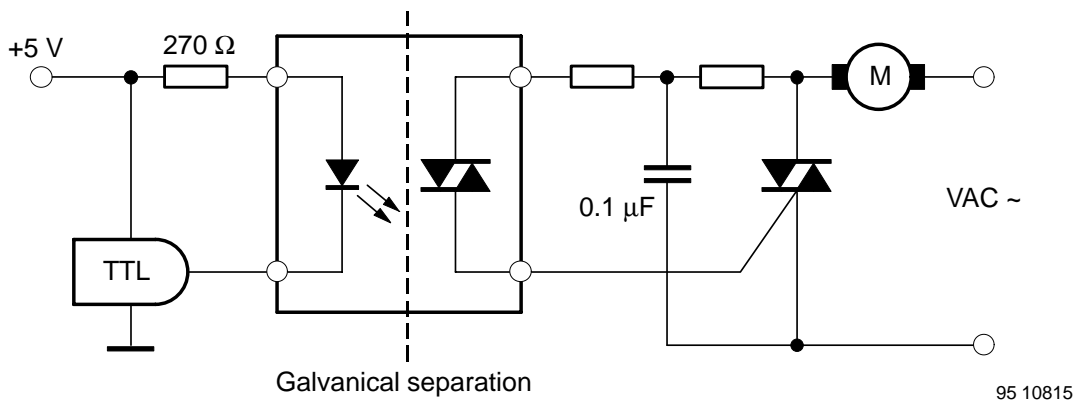 +5 V
270 Ω
M
0.1 μF
VAC ~
TTL
Galvanical separation
95 10815